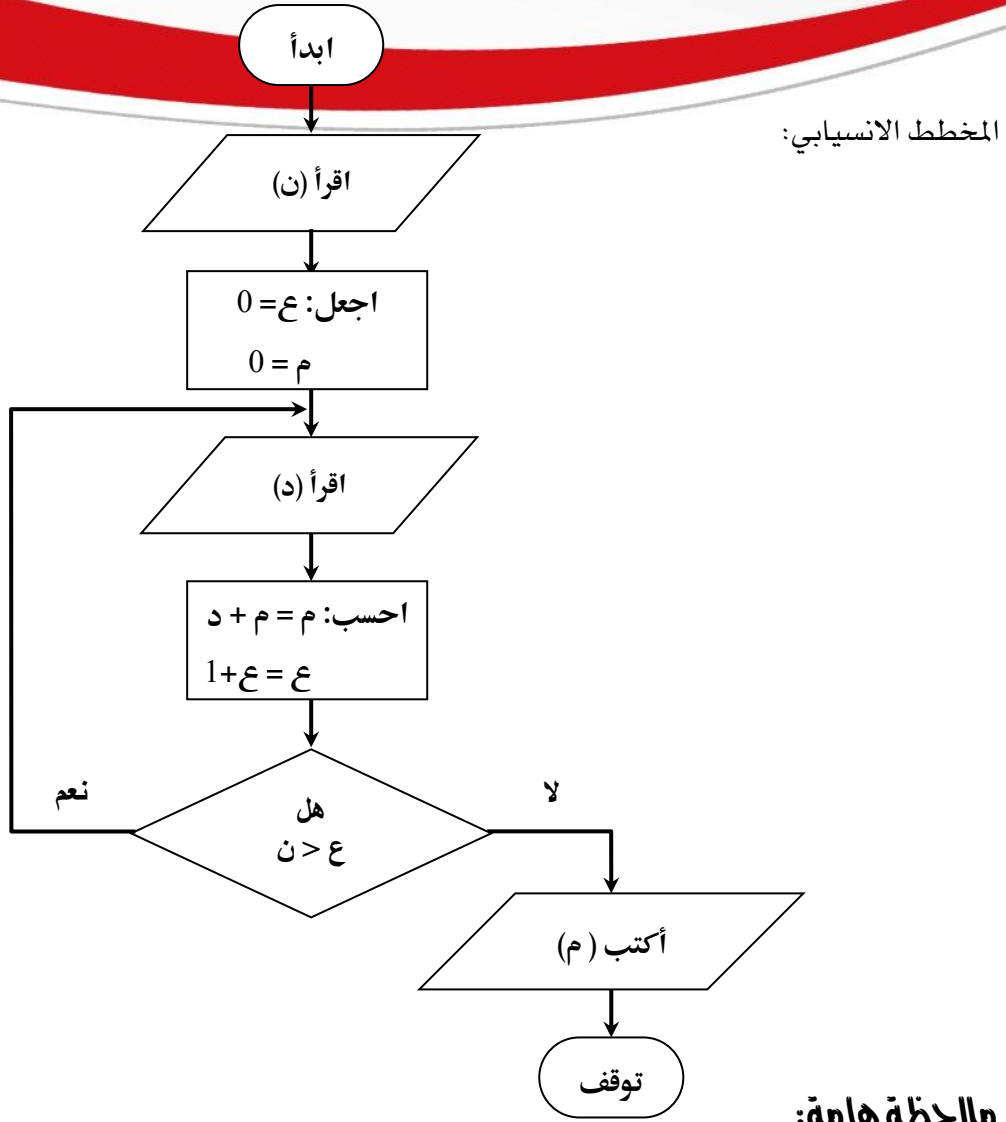 ابدأ
المخطط الانسيابي:
اقرأ (ن)
اجعل: ع= 0
م = 0
اقرأ (د)
احسب: م = م + د
ع = ع+1
نعم
لا
هل
ع < ن
أكتب ( م)
توقف
ملاحظة هامة: